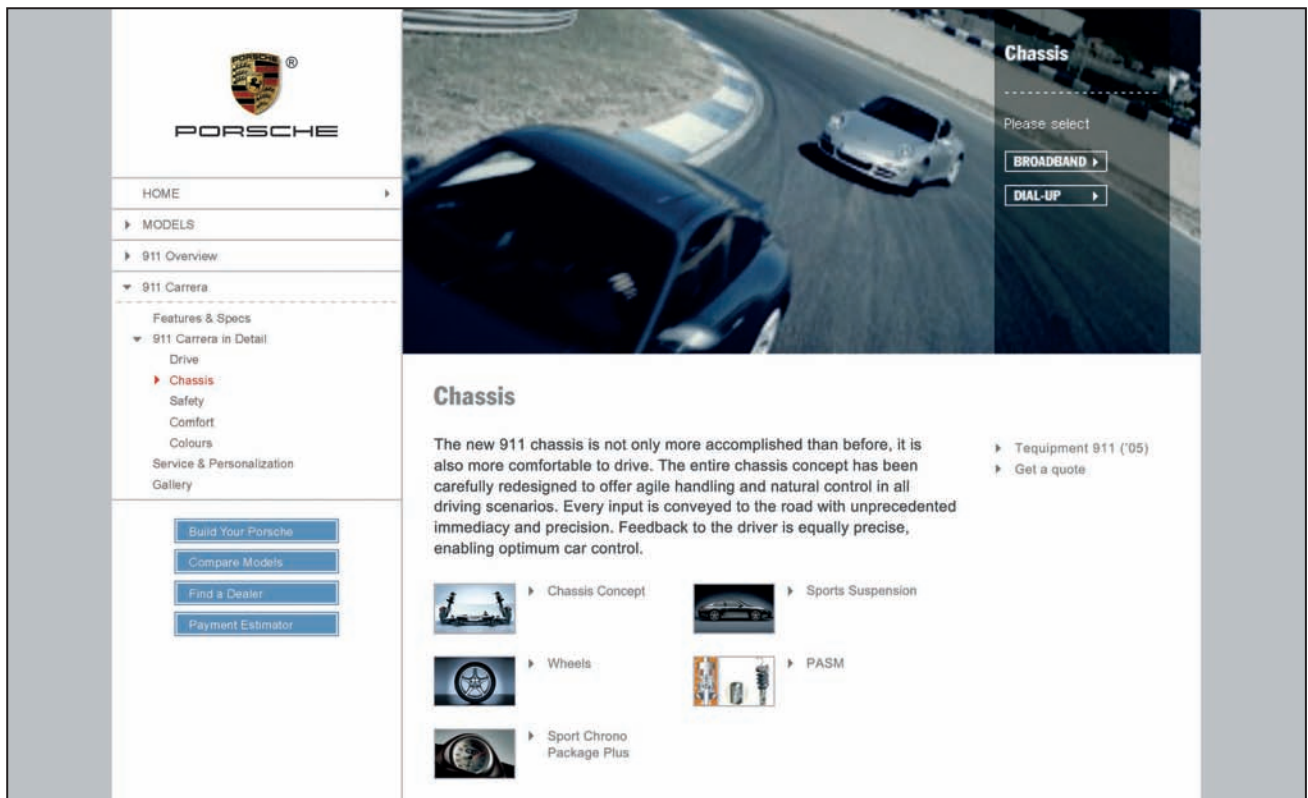 ®
PORSCHE
HOME
MODELS
911 Overview
911 Carrera
Features & Specs
911 Carrera in Detail
Drive
Chassis
Safety
Comfort
Colours
Service & Personalization
Gallery
Build Your Porsche
Compare Models
Find a Dealer
Payment Estimator
Chassis
Please select
BROADBAND
DIAL-UP
Chassis
The new 911 chassis is not only more accomplished than before, it is
also more comfortable to drive. The entire chassis concept has been
carefully redesigned to offer agile handling and natural control in all
driving scenarios. Every input is conveyed to the road with unprecedented
immediacy and precision. Feedback to the driver is equally precise,
enabling optimum car control.
Tequipment 911 ('05)
Get a quote
Chassis Concept
Sports Suspension
Wheels
PASM
Sport Chrono
Package Plus